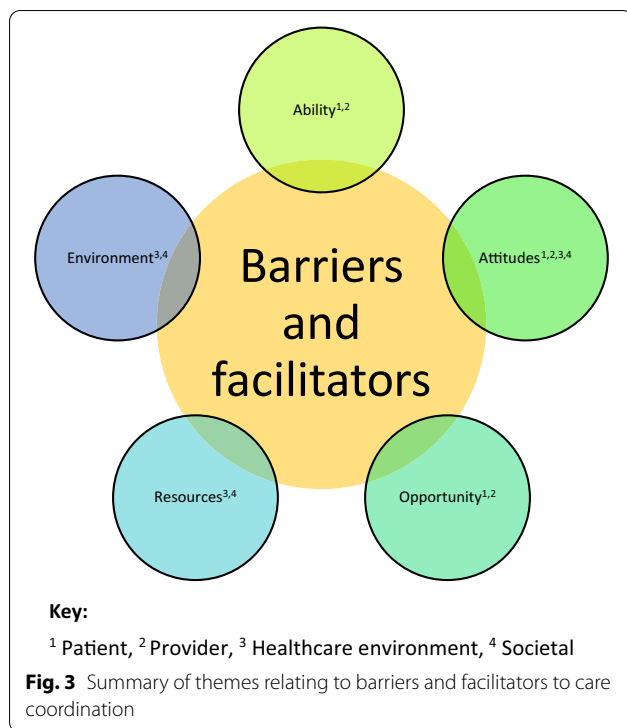 Ability1,2
Environment3,4
Attitudes1,2,3,4
Barriers
and
facilitators
Resources3,4
Opportunity1,2
Key:
1 Patient, 2 Provider, 3 Healthcare environment, 4 Societal
Fig. 3 Summary of themes relating to barriers and facilitators to care
coordination